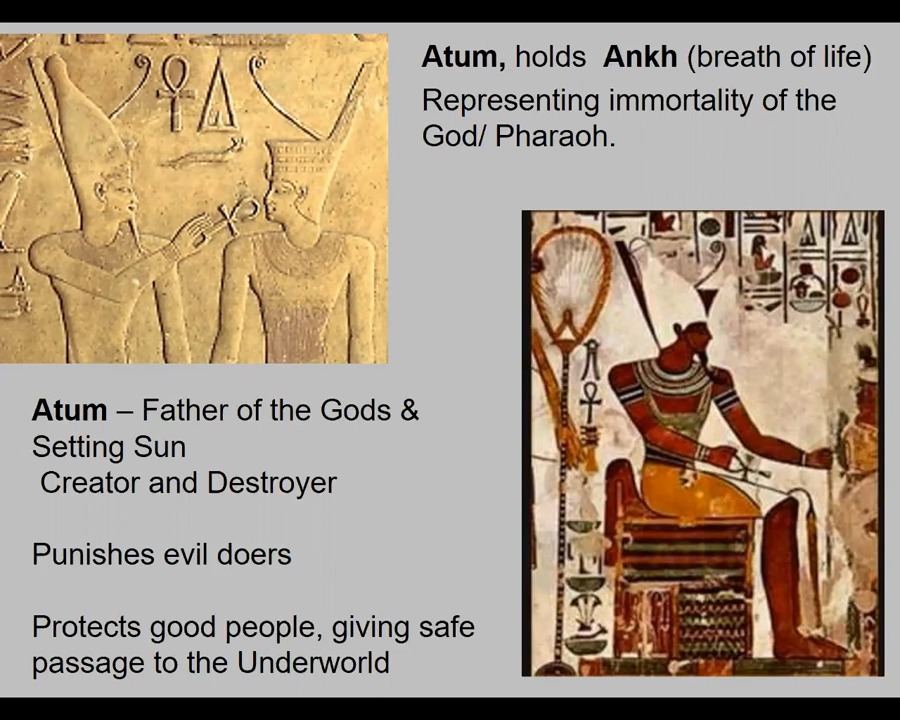 Atum, holds Ankh (breath of life)
Representing immortality of the
God/ Pharaoh.
Atum – Father of the Gods &
Setting Sun
Creator and Destroyer
Punishes evil doers
Protects good people, giving safe
passage to the Underworld